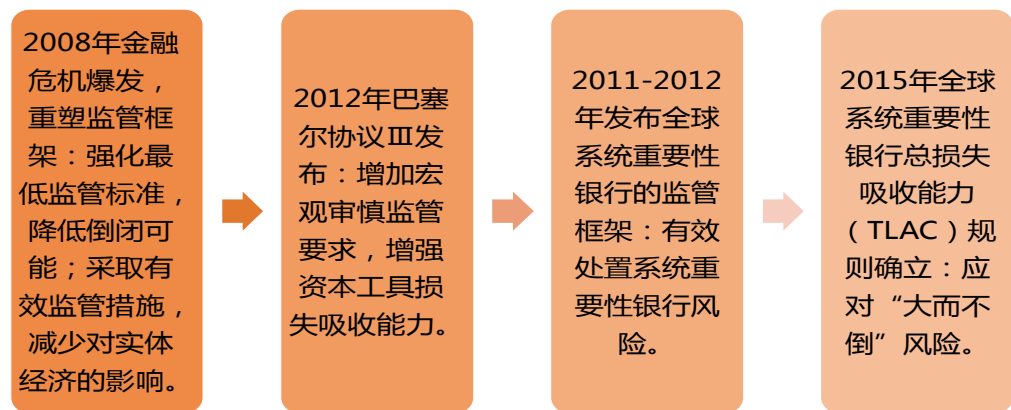 2008年金融
危机爆发，
重塑监管框
架：强化最
低监管标准，
降低倒闭可
能；采取有
效监管措施，
减少对实体
经济的影响。
2012年巴塞
尔协议Ⅲ发
布：增加宏
观审慎监管
要求，增强
资本工具损
失吸收能力。
2011-2012
年发布全球
系统重要性
银行的监管
框架：有效
处置系统重
要性银行风
险。
2015年全球
系统重要性
银行总损失
吸收能力
（TLAC）规
则确立：应
对“大而不
倒”风险。